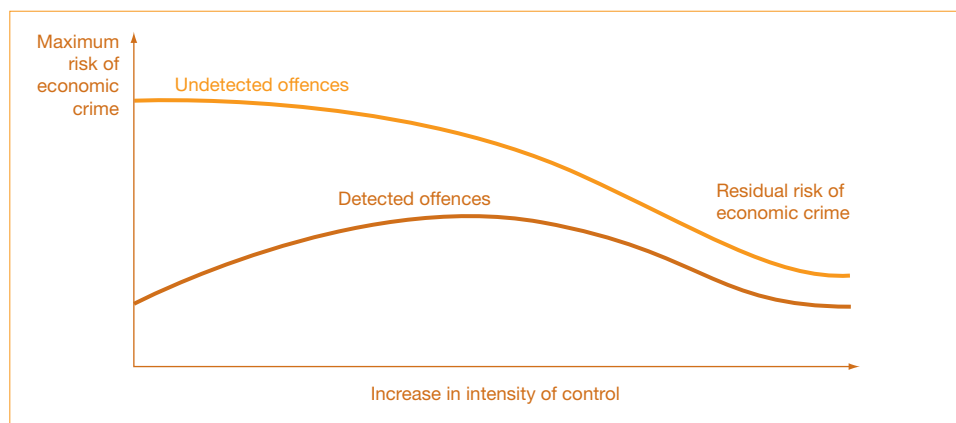 Maximum
risk of
economic
crime
Undetected offences
Detected offences
Residual risk of
economic crime
Increase in intensity of control